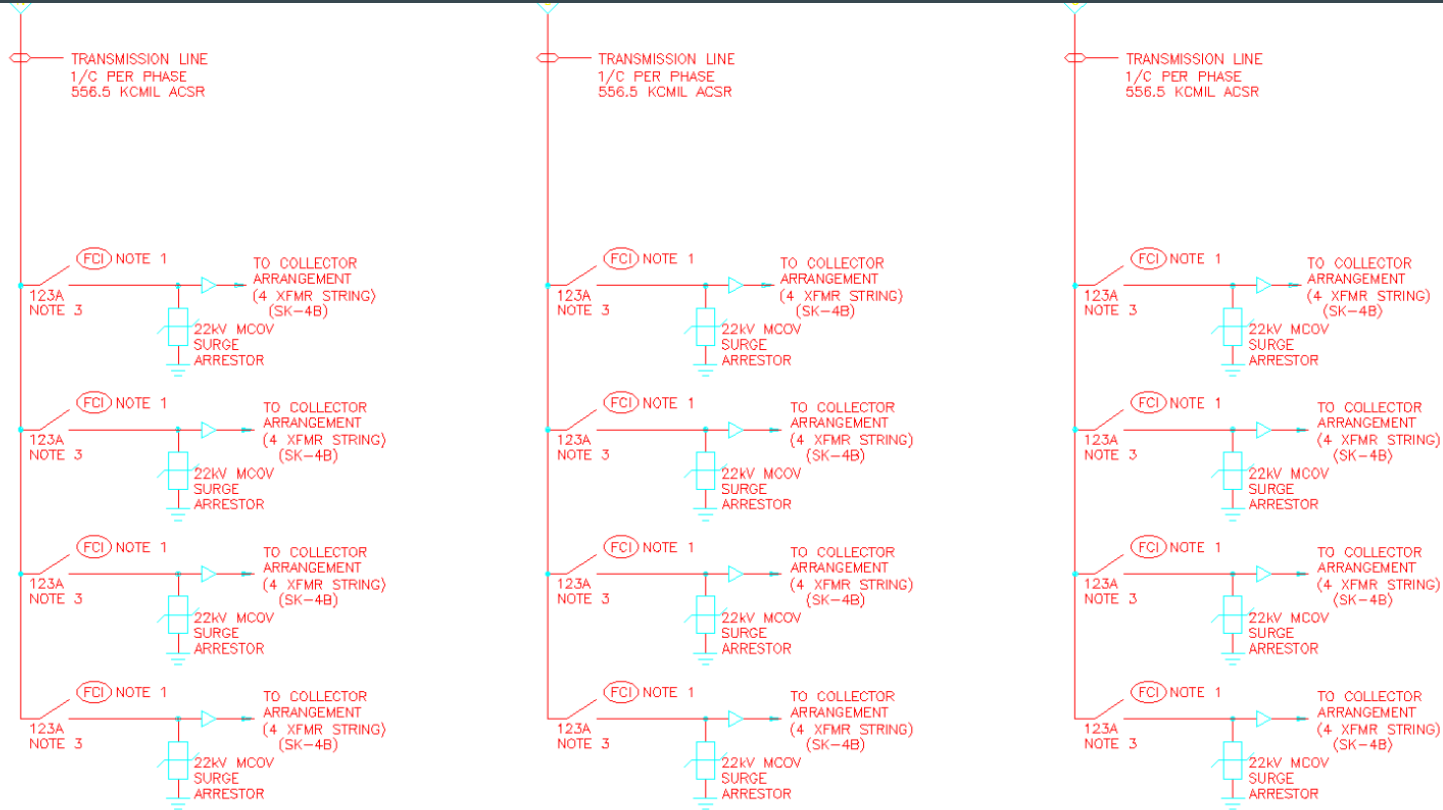 TRANSMISSION LINE
1/C PER PHASE
556.5 KCMIL ACSR
FCI NOTE 1
123A
NOTE 3
TO COLLECTOR
ARRANGEMENT
(4 XFMR STRING)
(SK-4B)
22kV MCOV
SURGE
ARRESTOR
FCI NOTE 1
123A
NOTE 3
TO COLLECTOR
ARRANGEMENT
(4 XFMR STRING)
(SK-4B)
22kV MCOV
SURGE
ARRESTOR
FCI NOTE 1
123A
NOTE 3
TO COLLECTOR
ARRANGEMENT
(4 XFMR STRING)
(SK-4B)
22kV MCOV
SURGE
ARRESTOR
FCI NOTE 1
123A
NOTE 3
TO COLLECTOR
ARRANGEMENT
(4 XFMR STRING)
(SK-4B)
22kV MCOV
SURGE
ARRESTOR
TRANSMISSION LINE
1/C PER PHASE
556.5 KCMIL ACSR
FCI NOTE 1
123A
NOTE 3
TO COLLECTOR
ARRANGEMENT
(4 XFMR STRING)
(SK-4B)
22kV MCOV
SURGE
ARRESTOR
FCI NOTE 1
123A
NOTE 3
TO COLLECTOR
ARRANGEMENT
(4 XFMR STRING)
(SK-4B)
22kV MCOV
SURGE
ARRESTOR
FCI NOTE 1
123A
NOTE 3
TO COLLECTOR
ARRANGEMENT
(4 XFMR STRING)
(SK-4B)
22kV MCOV
SURGE
ARRESTOR
FCI NOTE 1
123A
NOTE 3
TO COLLECTOR
ARRANGEMENT
(4 XFMR STRING)
(SK-4B)
22kV MCOV
SURGE
ARRESTOR
TRANSMISSION LINE
1/C PER PHASE
556.5 KCMIL ACSR
FCI NOTE 1
123A
NOTE 3
TO COLLECTOR
ARRANGEMENT
(4 XFMR STRING)
(SK-4B)
22kV MCOV
SURGE
ARRESTOR
FCI NOTE 1
123A
NOTE 3
TO COLLECTOR
ARRANGEMENT
(4 XFMR STRING)
(SK-4B)
22kV MCOV
SURGE
ARRESTOR
FCI NOTE 1
123A
NOTE 3
TO COLLECTOR
ARRANGEMENT
(4 XFMR STRING)
(SK-4B)
22kV MCOV
SURGE
ARRESTOR
FCI NOTE 1
123A
NOTE 3
TO COLLECTOR
ARRANGEMENT
(4 XFMR STRING)
(SK-4B)
22kV MCOV
SURGE
ARRESTOR